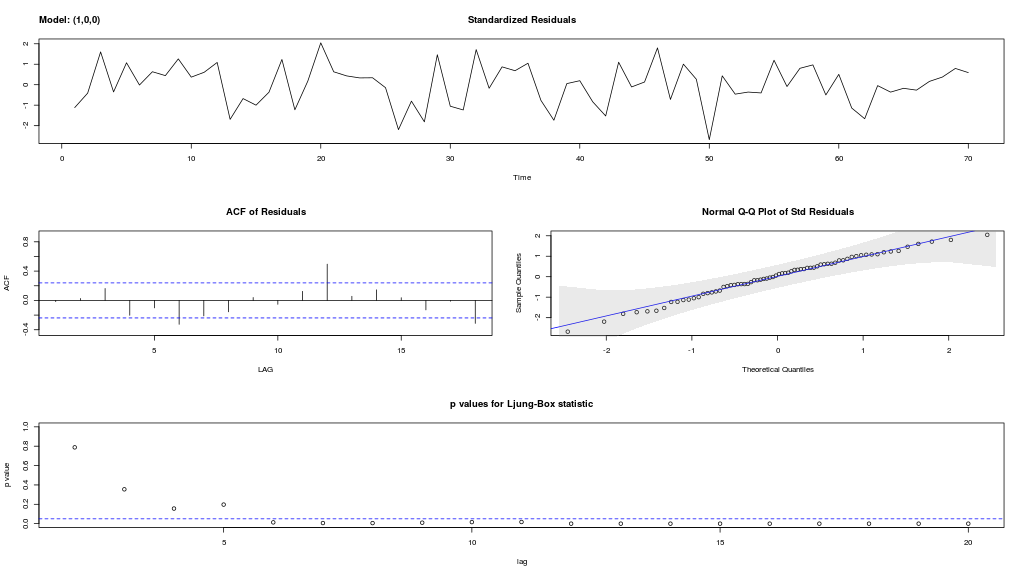 Model: (1,0,0)
Standardized Residuals
2
1
0
-1
-2
0 10 20 30 40 50 60 70
Time
ACF of Residuals
ACF
0.8
0.4
0.0
-0.4
5 10 15
LAG
Normal Q-Q Plot of Std Residuals
Sample Quantiles
2
1
0
-1
-2
-2 -1 0 1 2
Theoretical Quantiles
p values for Ljung-Box statistic
p value
1.0
0.8
0.6
0.4
0.2
0.0
5 10 15 20
lag